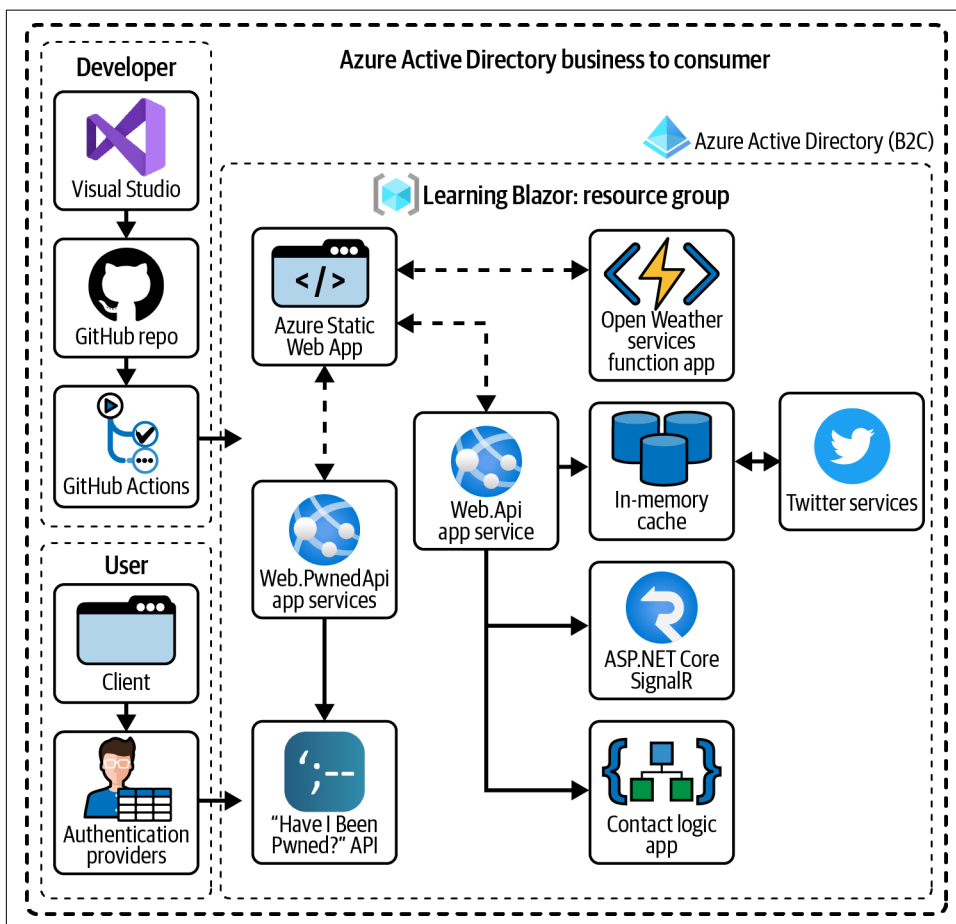 Azure Active Directory business to consumer
Developer
Visual Studio
GitHub repo
GitHub Actions
User
Client
Authentication
providers
Azure Active Directory (B2C)
Learning Blazor: resource group
</>
Azure Static
Web App
Open Weather
services
function app
Web.Api
app service
In-memory
cache
Twitter services
Web.PwnedApi
app services
ASP.NET Core
SignalR
';--
“Have I Been
Pwned?” API
Contact logic
app